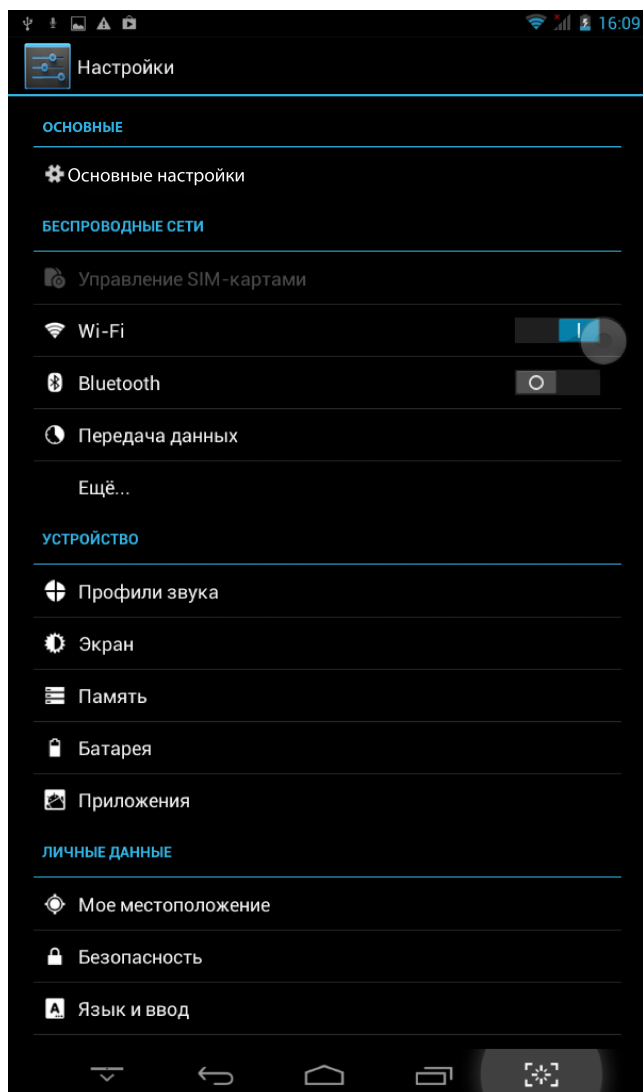 16:09
Настройки
ОСНОВНЫЕ
Основные настройки
БЕСПРОВОДНЫЕ СЕТИ
Управление SIM-картами
Wi-Fi
Bluetooth
Передача данных
Ещё...
УСТРОЙСТВО
Профили звука
Экран
Память
Батарея
Приложения
ЛИЧНЫЕ ДАННЫЕ
Мое местоположение
Безопасность
Язык и ввод